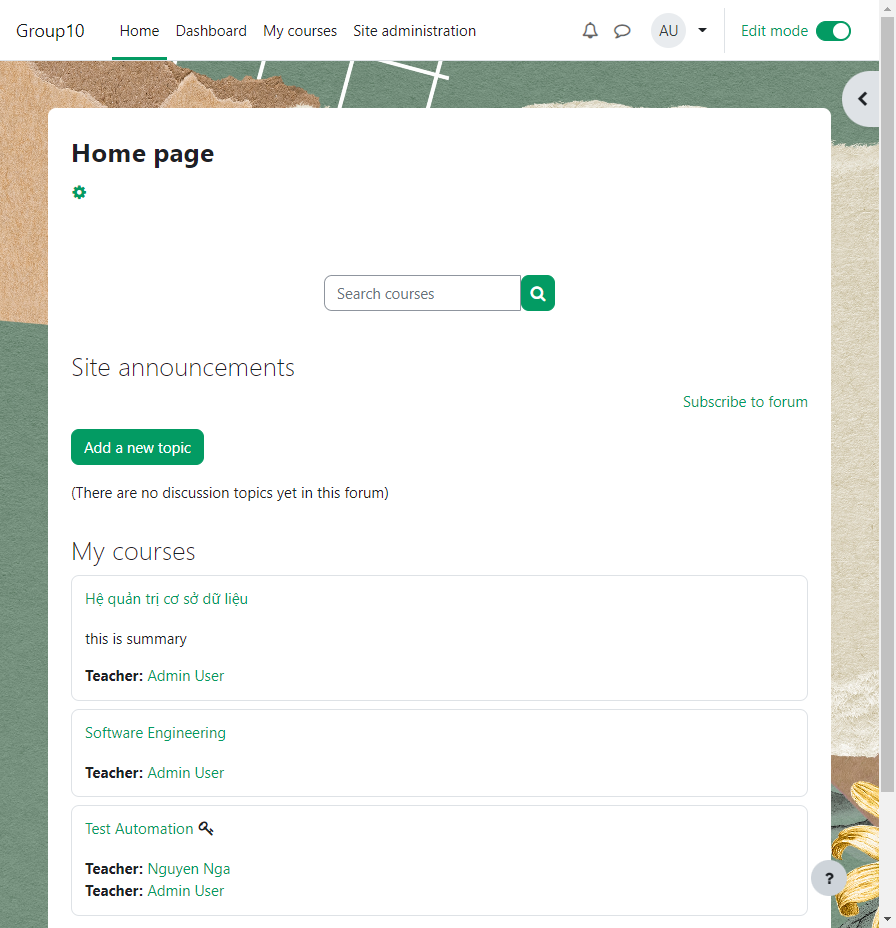 Group10 Home Dashboard My courses Site administration AU Edit mode
Home page
Search courses
Site announcements
Subscribe to forum
Add a new topic
(There are no discussion topics yet in this forum)
My courses
Hệ quản trị cơ sở dữ liệu
this is summary
Teacher: Admin User
Software Engineering
Teacher: Admin User
Test Automation
Teacher: Nguyen Nga
Teacher: Admin User
?